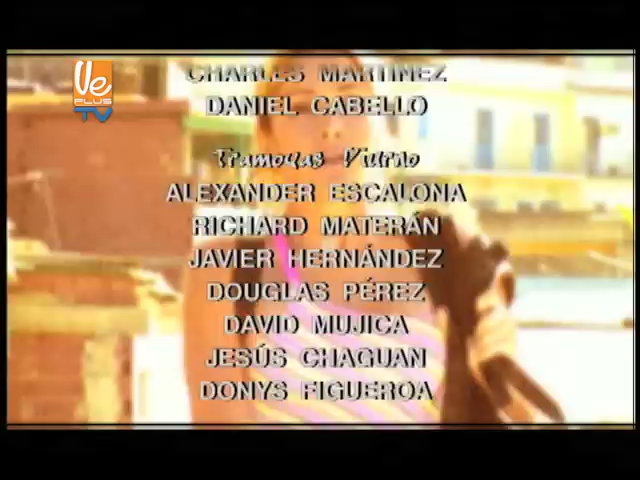 Ve
PLUS
TV
CHARLES MARTINEZ
DANIEL CABELLO
Tramoyas
ALEXANDER ESCALONA
RICHARD MATERÁN
JAVIER HERNÁNDEZ
DOUGLAS PÉREZ
DAVID MUJICA
JESÚS CHAGUAN
DONYS FIGUEROA